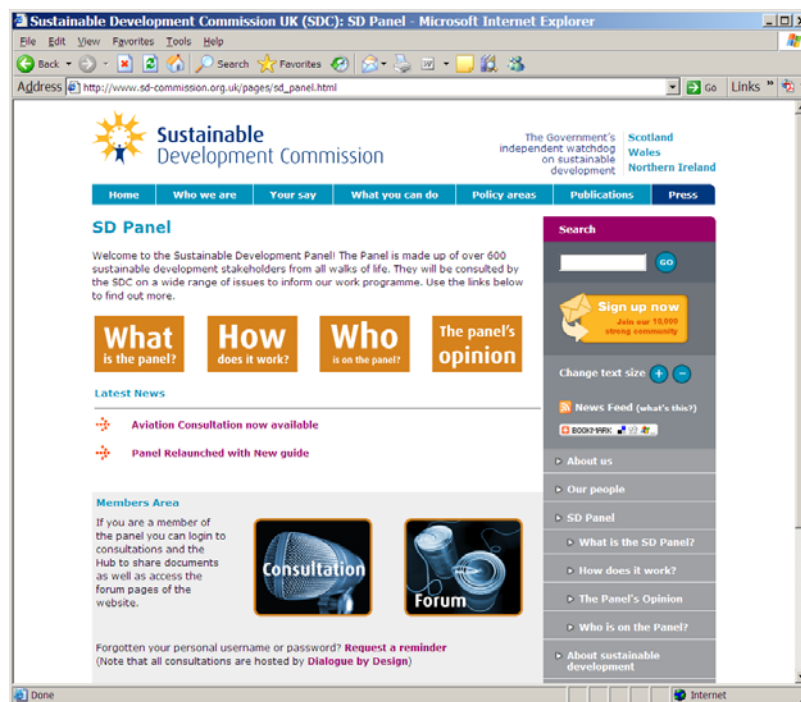 Sustainable Development Commission UK (SDC): SD Panel - Microsoft Internet Explorer
File Edit View Favorites Tools Help
Back Search Favorites
Address http://www.sd-commission.org.uk/pages/sd_panel.html Go Links »
Sustainable
Development Commission
The Government's
independent watchdog
on sustainable
development
Scotland
Wales
Northern Ireland
Home Who we are Your say What you can do Policy areas Publications Press
SD Panel
Welcome to the Sustainable Development Panel! The Panel is made up of over 600
sustainable development stakeholders from all walks of life. They will be consulted by
the SDC on a wide range of issues to inform our work programme. Use the links below
to find out more.
What
is the panel?
How
does it work?
Who
is on the panel?
The panel's
opinion
Latest News
Aviation Consultation now available
Panel Relaunched with New guide
Members Area
If you are a member of
the panel you can login to
consultations and the
Hub to share documents
as well as access the
forum pages of the
website.
Consultation
Forum
Forgotten your personal username or password? Request a reminder
(Note that all consultations are hosted by Dialogue by Design)
Search
GO
Sign up now
Join our 10,000
strong community
Change text size + -
News Feed (what's this?)
BOOKMARK
About us
Our people
SD Panel
What is the SD Panel?
How does it work?
The Panel's Opinion
Who is on the Panel?
About sustainable
development
Done Internet